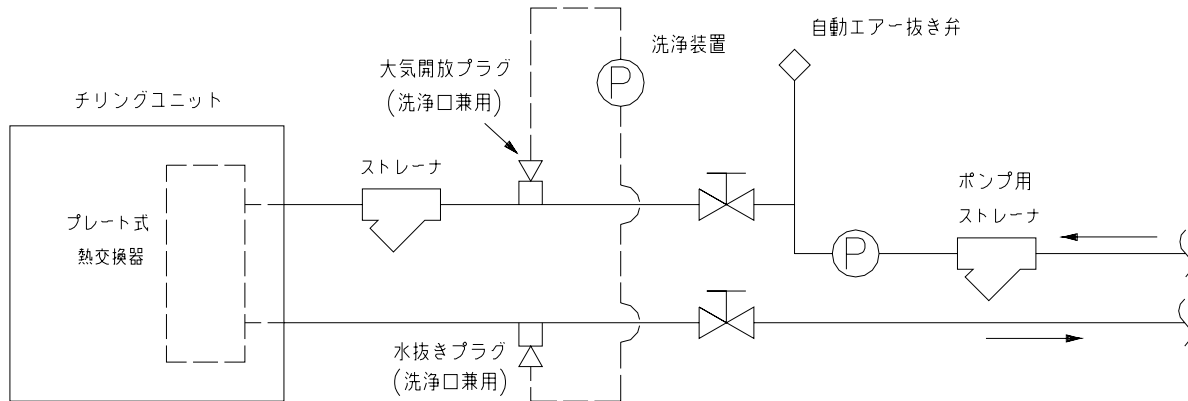 自動エアー抜き弁
洗浄装置
大気開放プラグ
(洗浄口兼用)
チリングユニット
P
ストレーナ
ポンプ用
ストレーナ
プレート式
熱交換器
P
水抜きプラグ
(洗浄口兼用)